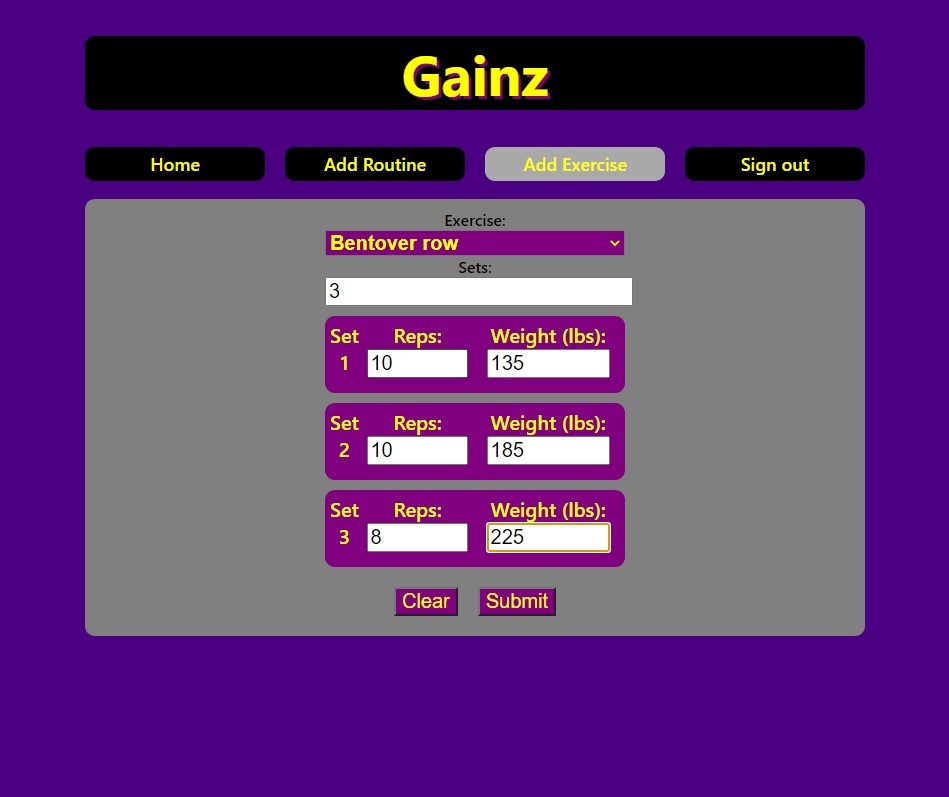 Gainz
Home Add Routine Add Exercise Sign out
Exercise:
Bentover row
Sets:
3
Set Reps: Weight (lbs):
1 10 135
Set Reps: Weight (lbs):
2 10 185
Set Reps: Weight (lbs):
3 8 225
Clear Submit